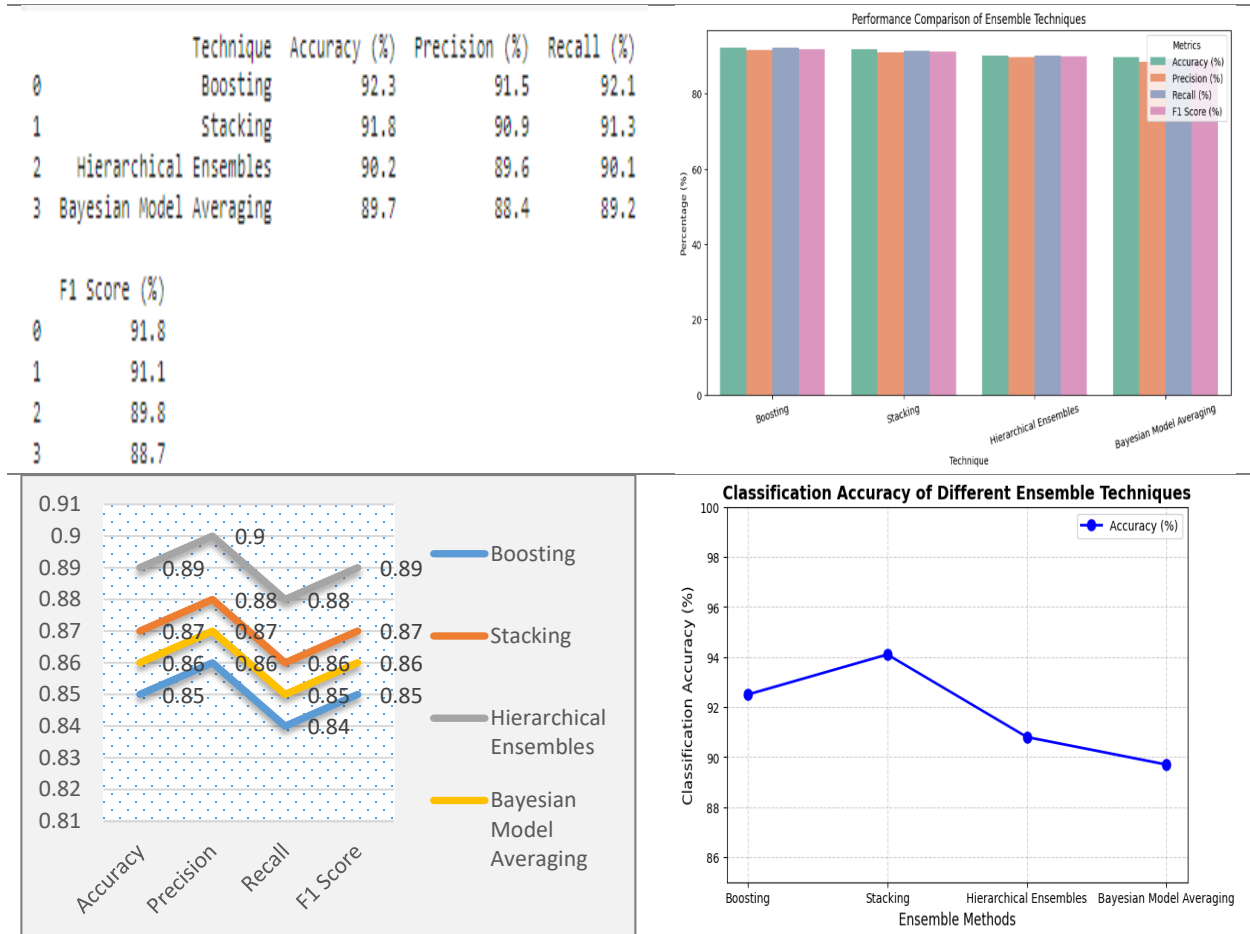 Technique Accuracy (%) Precision (%) Recall (%)
0 Boosting 92.3 91.5 92.1
1 Stacking 91.8 90.9 91.3
2 Hierarchical Ensembles 90.2 89.6 90.1
3 Bayesian Model Averaging 89.7 88.4 89.2
F1 Score (%)
0 91.8
1 91.1
2 89.8
3 88.7
Performance Comparison of Ensemble Techniques
Metrics
Accuracy (%)
Precision (%)
Recall (%)
F1 Score (%)
Percentage (%)
80
60
40
20
0
Boosting
Stacking
Hierarchical Ensembles
Bayesian Model Averaging
Technique
0.91
0.9
0.89
0.88
0.87
0.86
0.85
0.84
0.83
0.82
0.81
0.9
0.89
0.89
0.88
0.88
0.87
0.87
0.87
0.86
0.86
0.86
0.86
0.85
0.85
0.85
0.84
Accuracy
Precision
Recall
F1 Score
Boosting
Stacking
Hierarchical
Ensembles
Bayesian
Model
Averaging
Classification Accuracy of Different Ensemble Techniques
Accuracy (%)
Classification Accuracy (%)
100
98
96
94
92
90
88
86
Boosting
Stacking
Hierarchical Ensembles
Bayesian Model Averaging
Ensemble Methods